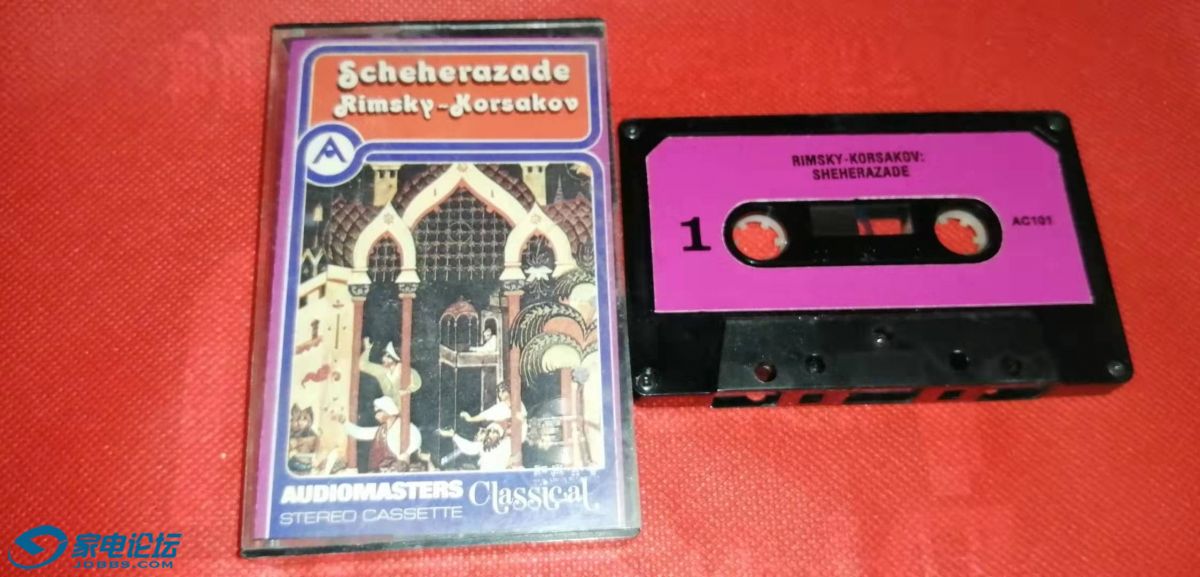 Scheherazade
Rimsky-Korsakov
A
AUDIOMASTERS Classical
STEREO CASSETTE
RIMSKY-KORSAKOV:
SHEHERAZADE
1
AC101
家电论坛
JDBBS.COM